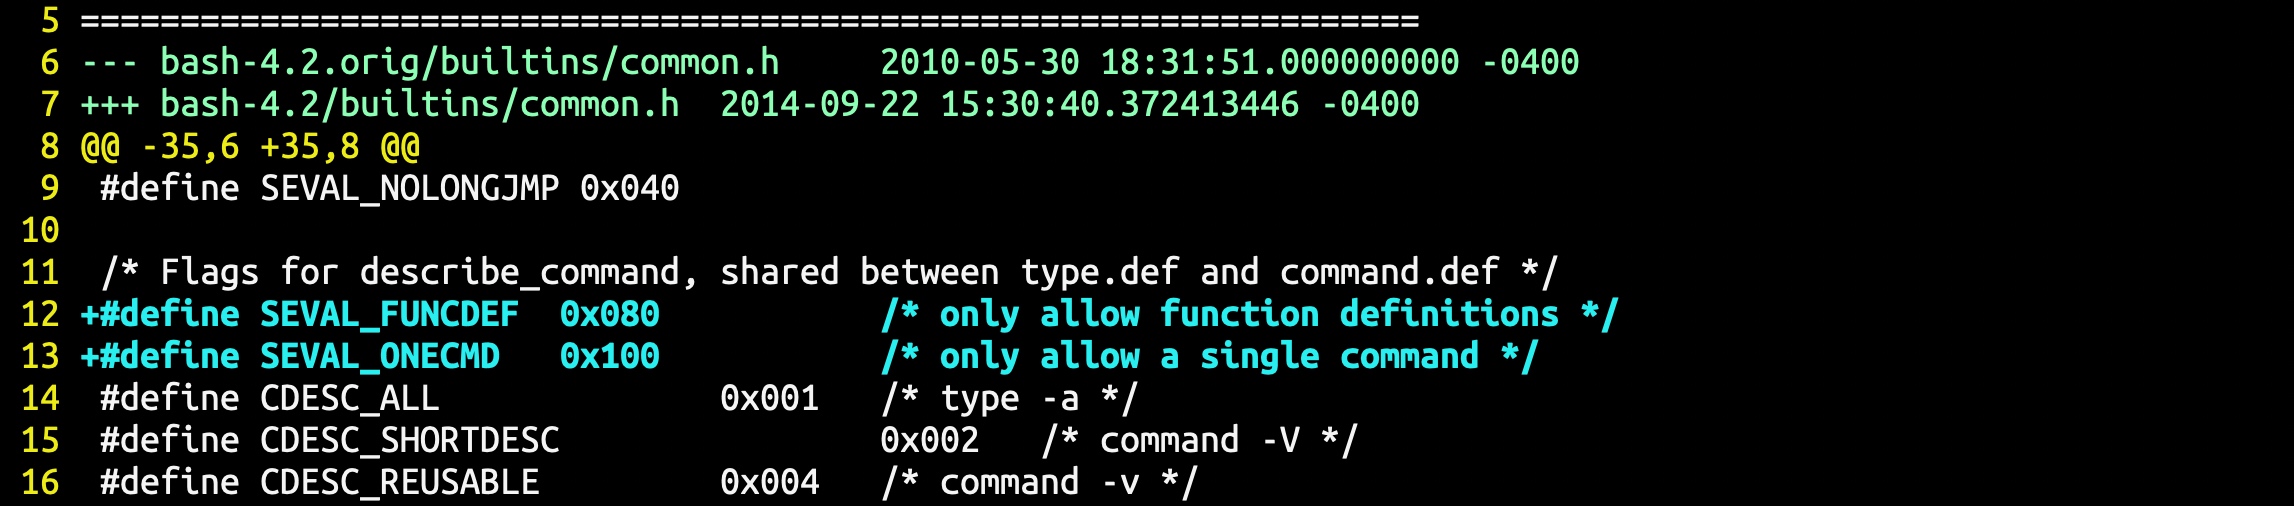 5 ===================================================================
6 --- bash-4.2.orig/builtins/common.h     2010-05-30 18:31:51.000000000 -0400
7 +++ bash-4.2/builtins/common.h  2014-09-22 15:30:40.372413446 -0400
8 @@ -35,6 +35,8 @@
9  #define SEVAL_NOLONGJMP 0x040
10
11  /* Flags for describe_command, shared between type.def and command.def */
12 +#define SEVAL_FUNCDEF  0x080           /* only allow function definitions */
13 +#define SEVAL_ONECMD   0x100           /* only allow a single command */
14  #define CDESC_ALL              0x001   /* type -a */
15  #define CDESC_SHORTDESC                0x002   /* command -V */
16  #define CDESC_REUSABLE         0x004   /* command -v */